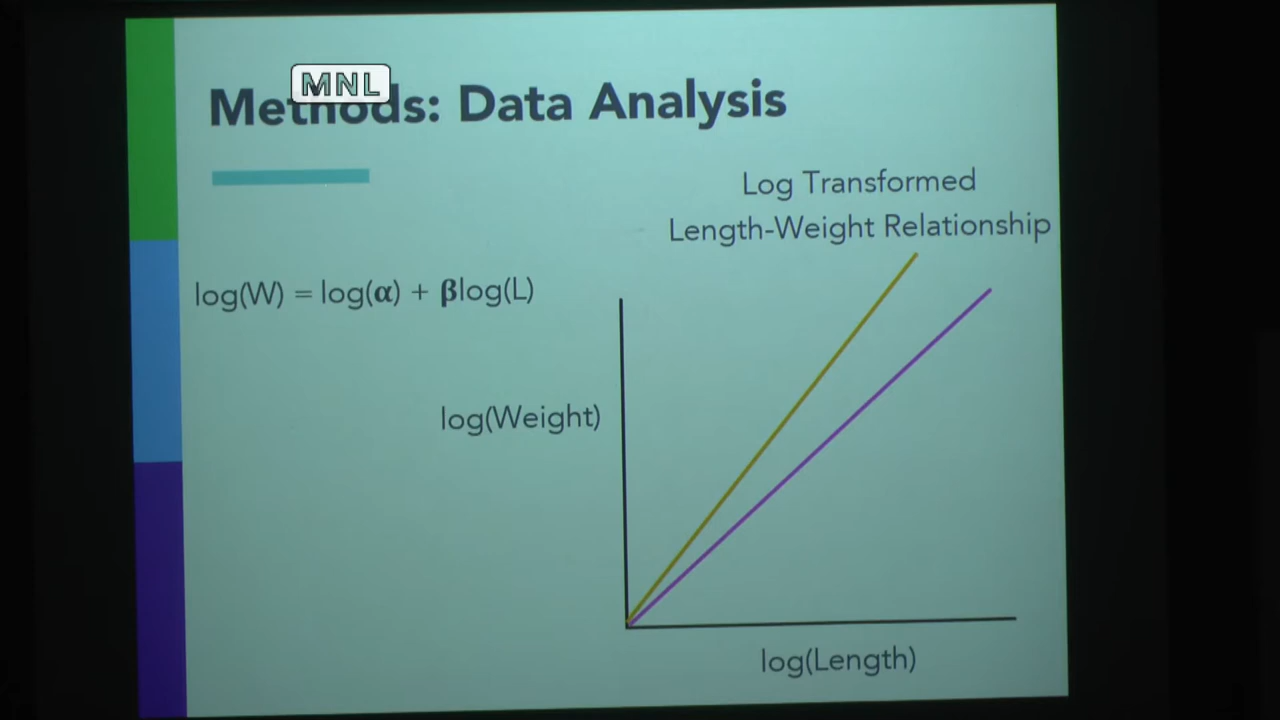 MNL
Methods: Data Analysis
Log Transformed
Length-Weight Relationship
log(W) = log(α) + βlog(L)
log(Weight)
log(Length)